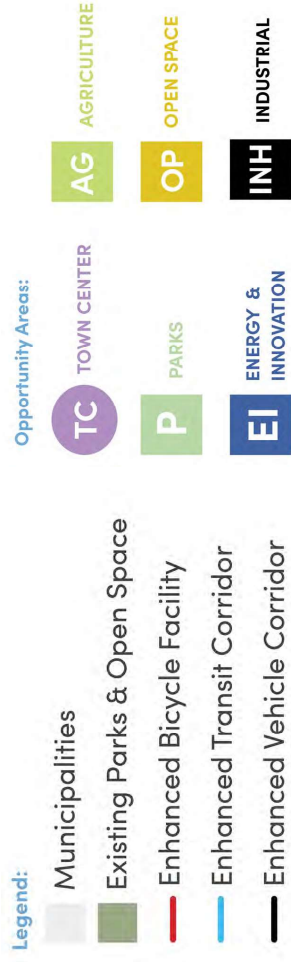 Legend:
Municipalities
Existing Parks & Open Space
Enhanced Bicycle Facility
Enhanced Transit Corridor
Enhanced Vehicle Corridor
Opportunity Areas:
TC TOWN CENTER
P PARKS
EI ENERGY &
INNOVATION
AG AGRICULTURE
OP OPEN SPACE
INH INDUSTRIAL